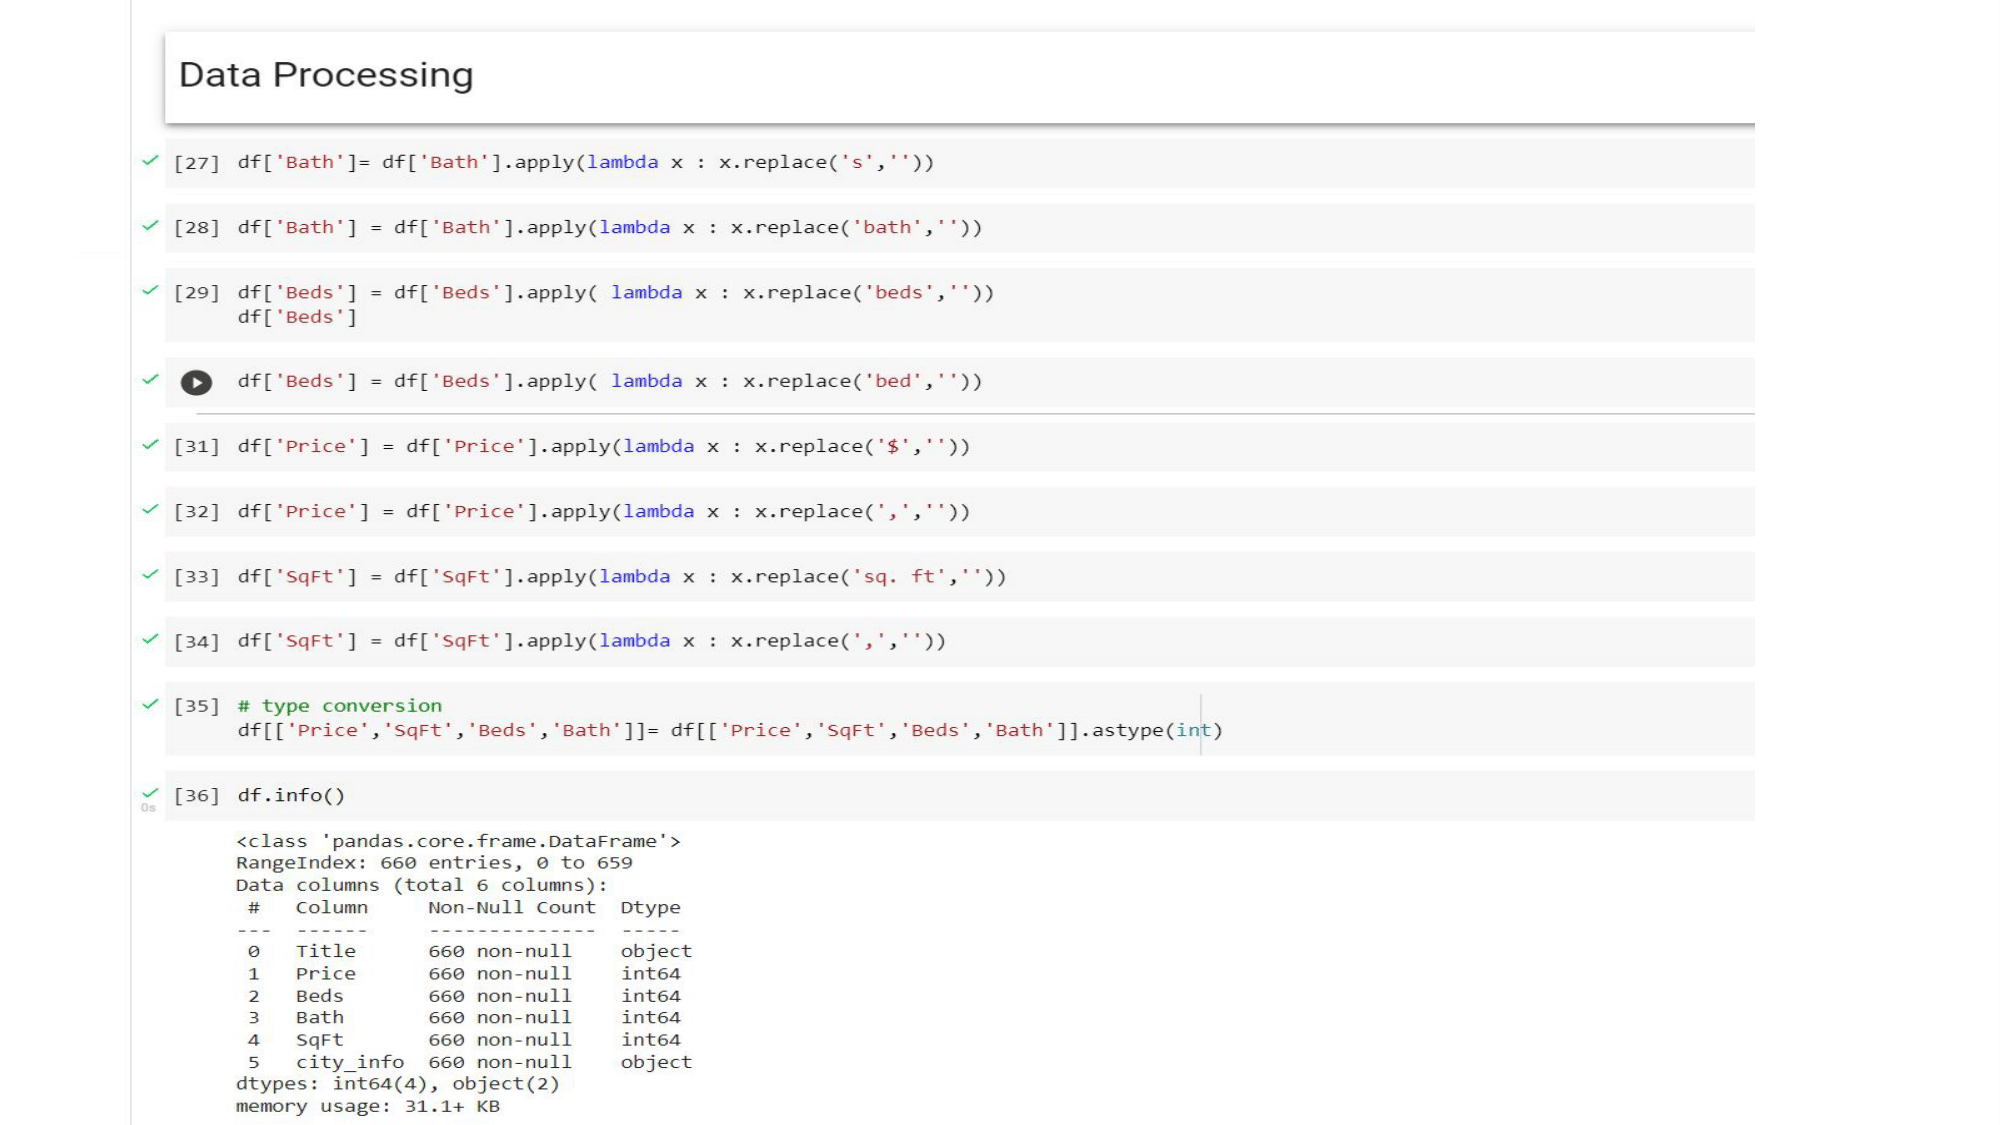 Data Processing
[27] df['Bath']= df['Bath'].apply(lambda x : x.replace('s',''))
[28] df['Bath'] = df['Bath'].apply(lambda x : x.replace('bath',''))
[29] df['Beds'] = df['Beds'].apply( lambda x : x.replace('beds',''))
df['Beds']
df['Beds'] = df['Beds'].apply( lambda x : x.replace('bed',''))
[31] df['Price'] = df['Price'].apply(lambda x : x.replace('$',''))
[32] df['Price'] = df['Price'].apply(lambda x : x.replace(',',''))
[33] df['SqFt'] = df['SqFt'].apply(lambda x : x.replace('sq. ft',''))
[34] df['SqFt'] = df['SqFt'].apply(lambda x : x.replace(',',''))
[35] # type conversion
df[['Price','SqFt','Beds','Bath']]= df[['Price','SqFt','Beds','Bath']].astype(int)
[36] df.info()
0s
<class 'pandas.core.frame.DataFrame'>
RangeIndex: 660 entries, 0 to 659
Data columns (total 6 columns):
#   Column     Non-Null Count  Dtype
---  ------     --------------  -----
0   Title      660 non-null    object
1   Price      660 non-null    int64
2   Beds       660 non-null    int64
3   Bath       660 non-null    int64
4   SqFt       660 non-null    int64
5   city_info  660 non-null    object
dtypes: int64(4), object(2)
memory usage: 31.1+ KB